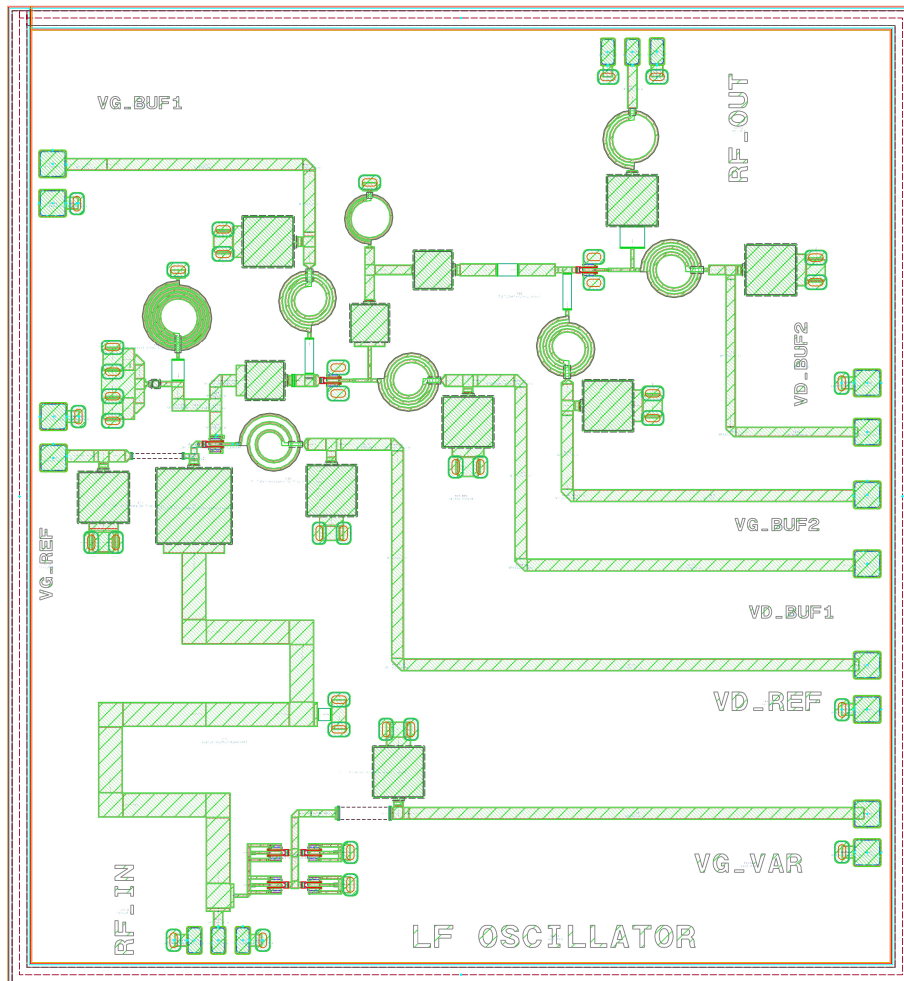 VG_BUF1
RF_OUT
VD_BUF2
VG_REF
VG_BUF2
VD_BUF1
VD_REF
VG_VAR
RF_IN
LF OSCILLATOR